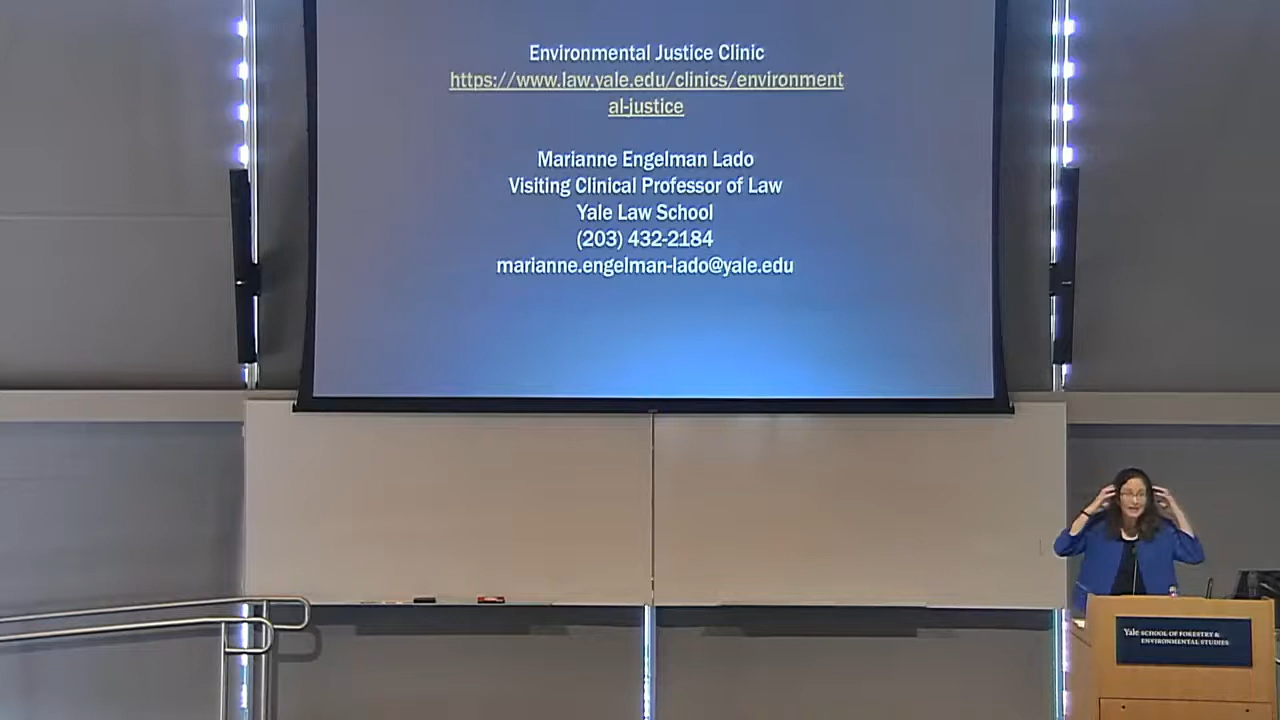 Environmental Justice Clinic
https://www.law.yale.edu/clinics/environment
al-justice
Marianne Engelman Lado
Visiting Clinical Professor of Law
Yale Law School
(203) 432-2184
marianne.engelman-lado@yale.edu
Yale SCHOOL OF FORESTRY &
ENVIRONMENTAL STUDIES